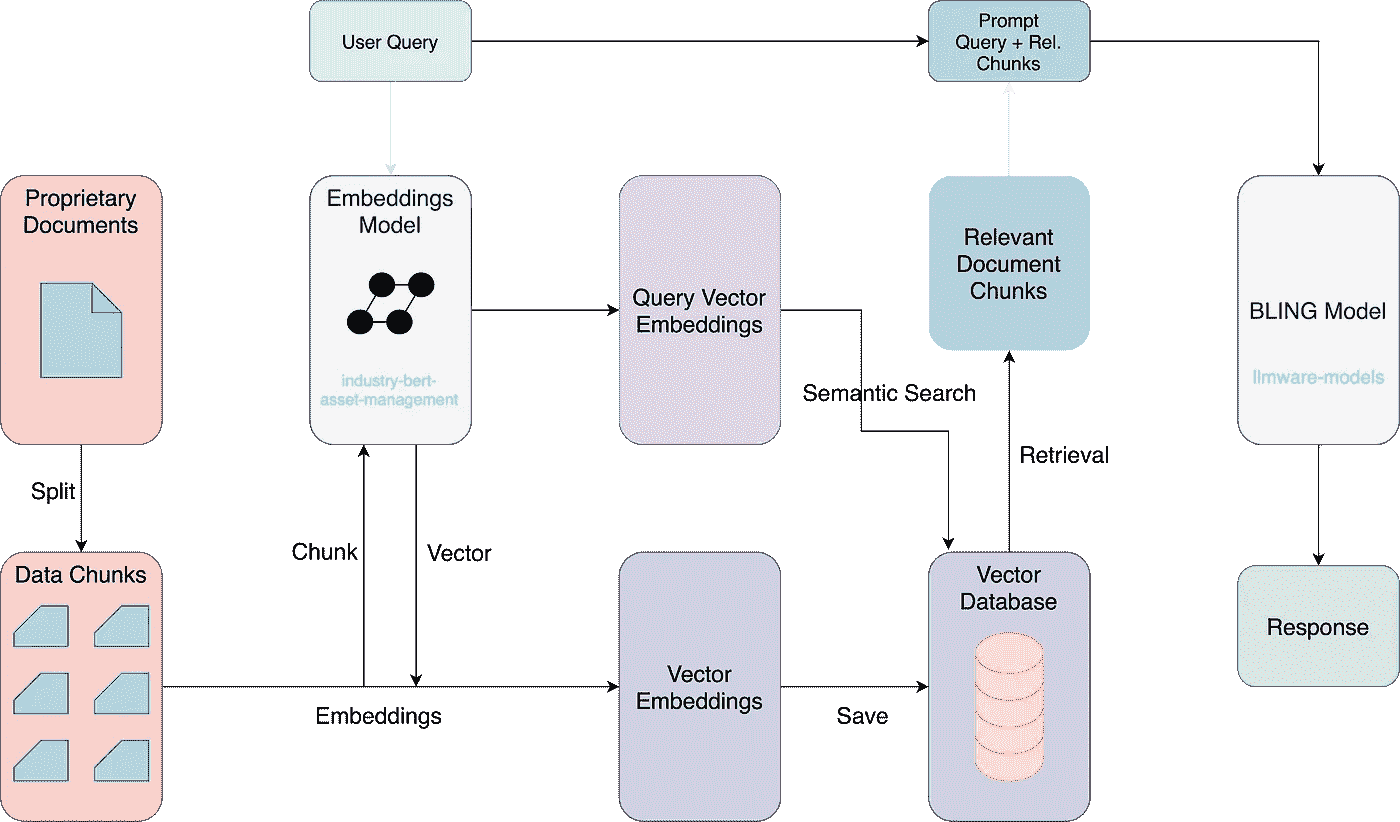 User Query
Prompt
Query + Rel.
Chunks
Proprietary
Documents
Embeddings
Model
industry-bert-
asset-management
Query Vector
Embeddings
Relevant
Document
Chunks
BLING Model
llmware-models
Semantic Search
Retrieval
Split
Chunk
Vector
Data Chunks
Embeddings
Vector
Embeddings
Save
Vector
Database
Response